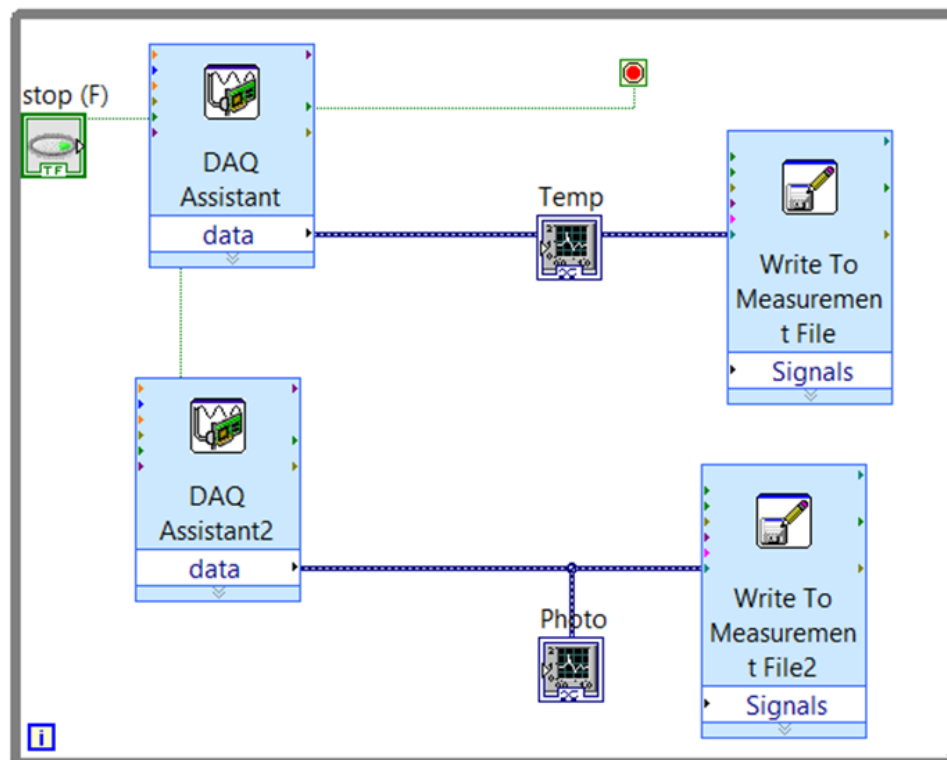 stop (F)
TF
DAQ
Assistant
data
Temp
Write To
Measuremen
t File
Signals
DAQ
Assistant2
data
Photo
Write To
Measuremen
t File2
Signals
i